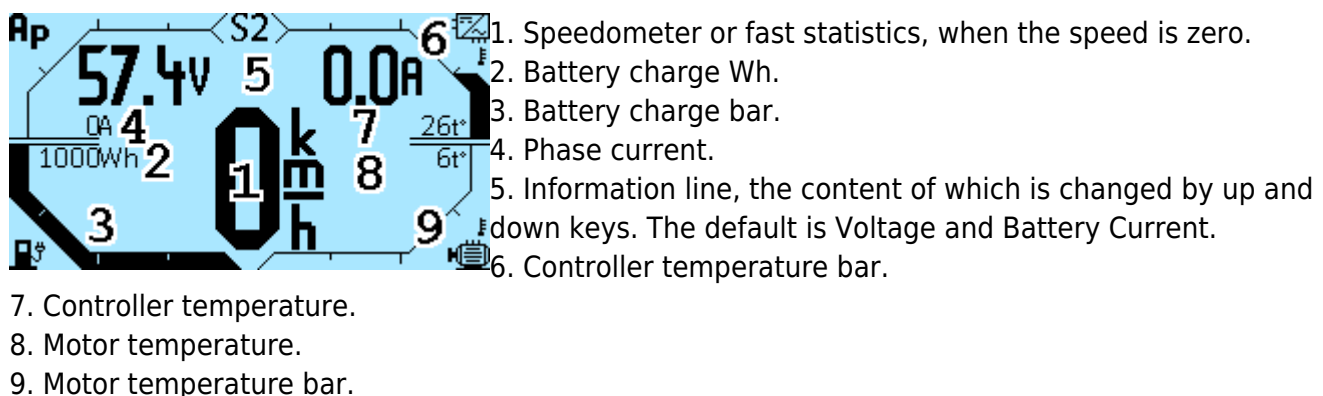 Ap S2 6 1. Speedometer or fast statistics, when the speed is zero.
57.4V 5 0.0A 2. Battery charge Wh.
0A 4 7 26t° 3. Battery charge bar.
1000Wh 2 8 6t° 4. Phase current.
0 1 km/h 5. Information line, the content of which is changed by up and
3 9 down keys. The default is Voltage and Battery Current.
6. Controller temperature bar.
7. Controller temperature.
8. Motor temperature.
9. Motor temperature bar.